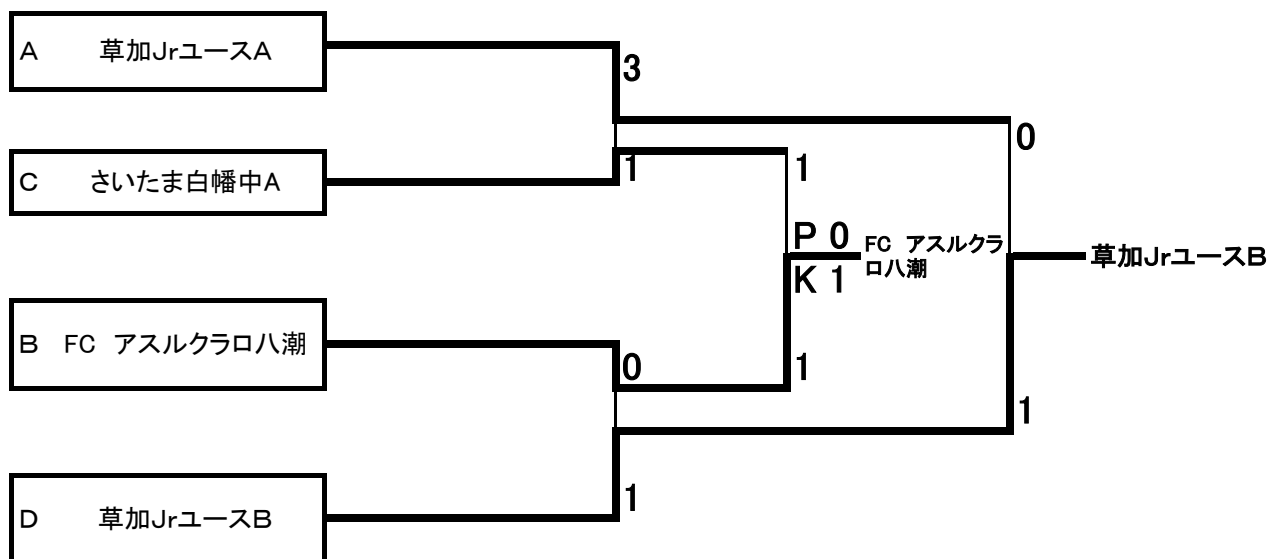 A 草加JrユースA
3
0
C さいたま白幡中A
1
1
P 0
K 1
FC アスルクラ
ロ八潮
草加JrユースB
B FC アスルクラロ八潮
0
1
1
D 草加JrユースB
1